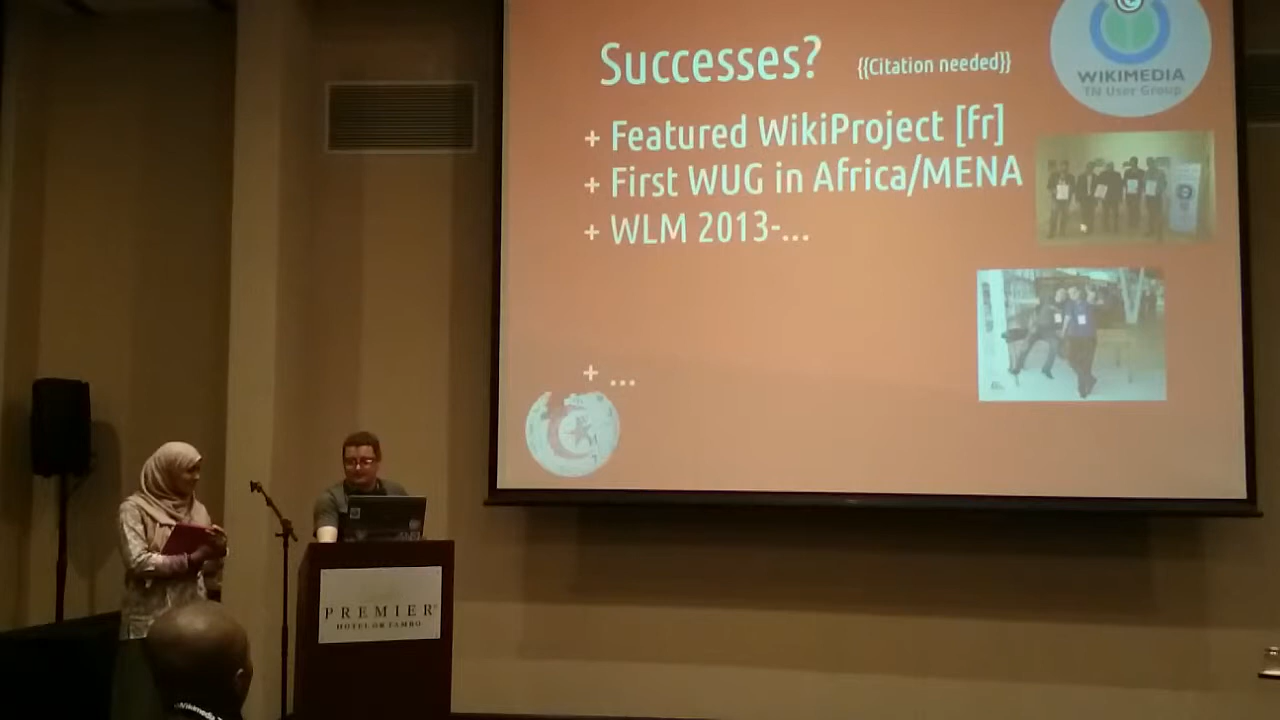 Successes? {{Citation needed}}
+ Featured WikiProject [fr]
+ First WUG in Africa/MENA
+ WLM 2013-...
+ ...
WIKIMEDIA
TN User Group
PREMIER
HOTEL OR TAMBO
Wikimedia